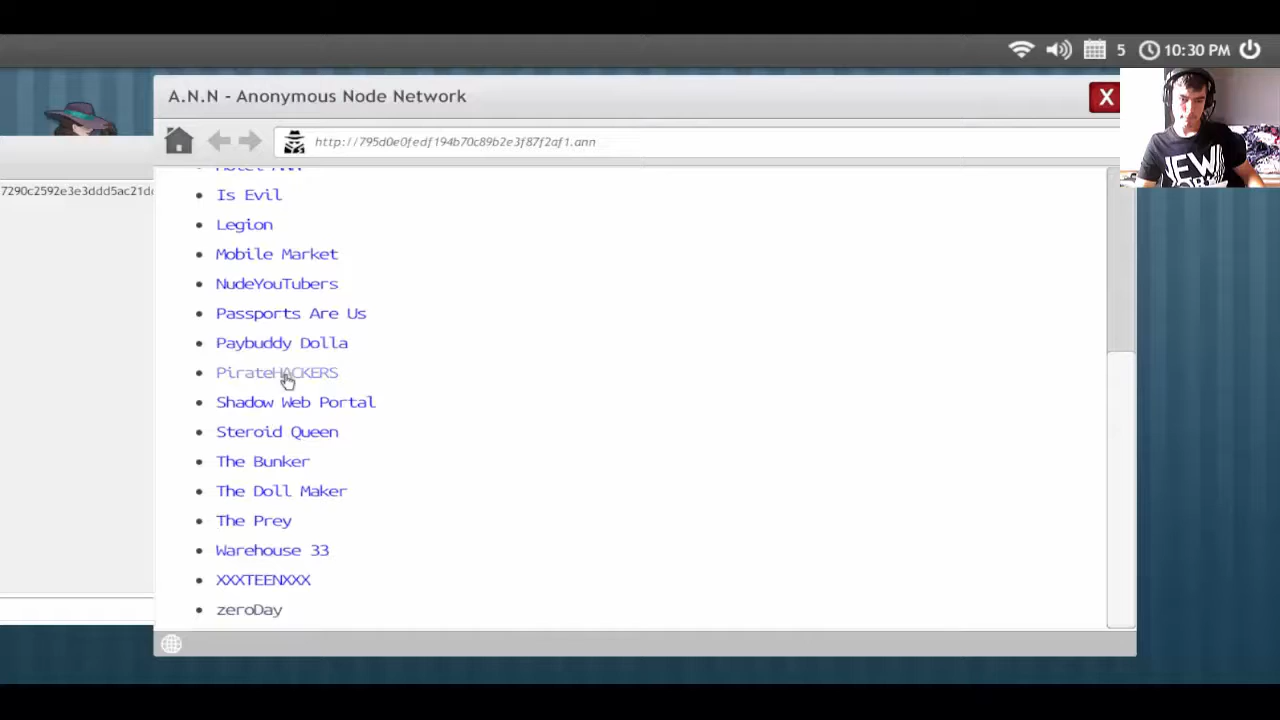 5 10:30 PM
A.N.N - Anonymous Node Network
X
http://795d0e0fedf194b70c89b2e3f87f2af1.ann
7290c2592e3e3ddd5ac21d
Is Evil
Legion
Mobile Market
NudeYouTubers
Passports Are Us
Paybuddy Dolla
PirateHACKERS
Shadow Web Portal
Steroid Queen
The Bunker
The Doll Maker
The Prey
Warehouse 33
XXXTEENXXX
zeroDay